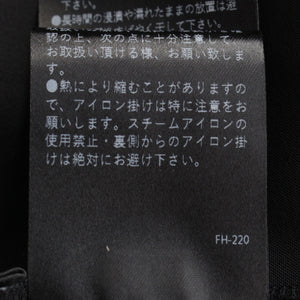 下さい。
●長時間の浸漬や濡れたままの放置は避
けて下さい。
認の上、次の点に十分注意して
お取扱い頂ける様、お願い致しま
す。
●熱により縮むことがありますの
で、アイロン掛けは特に注意をお
願いします。スチームアイロンの
使用禁止・裏側からのアイロン掛
けは絶対にお避け下さい。
FH-220